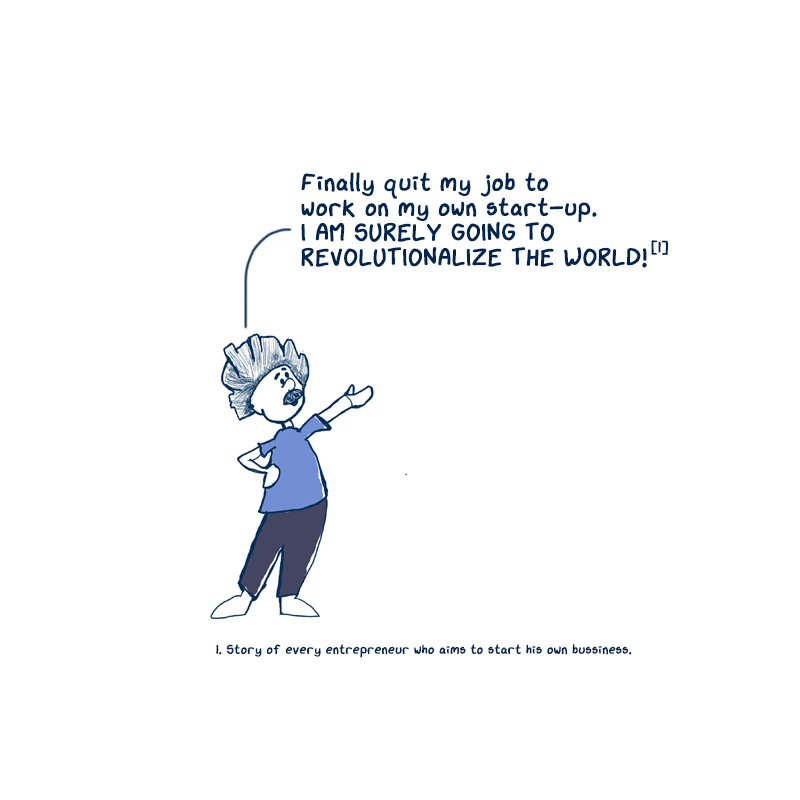 Finally quit my job to
work on my own start-up.
I AM SURELY GOING TO
REVOLUTIONALIZE THE WORLD![1]
1. Story of every entrepreneur who aims to start his own bussiness.